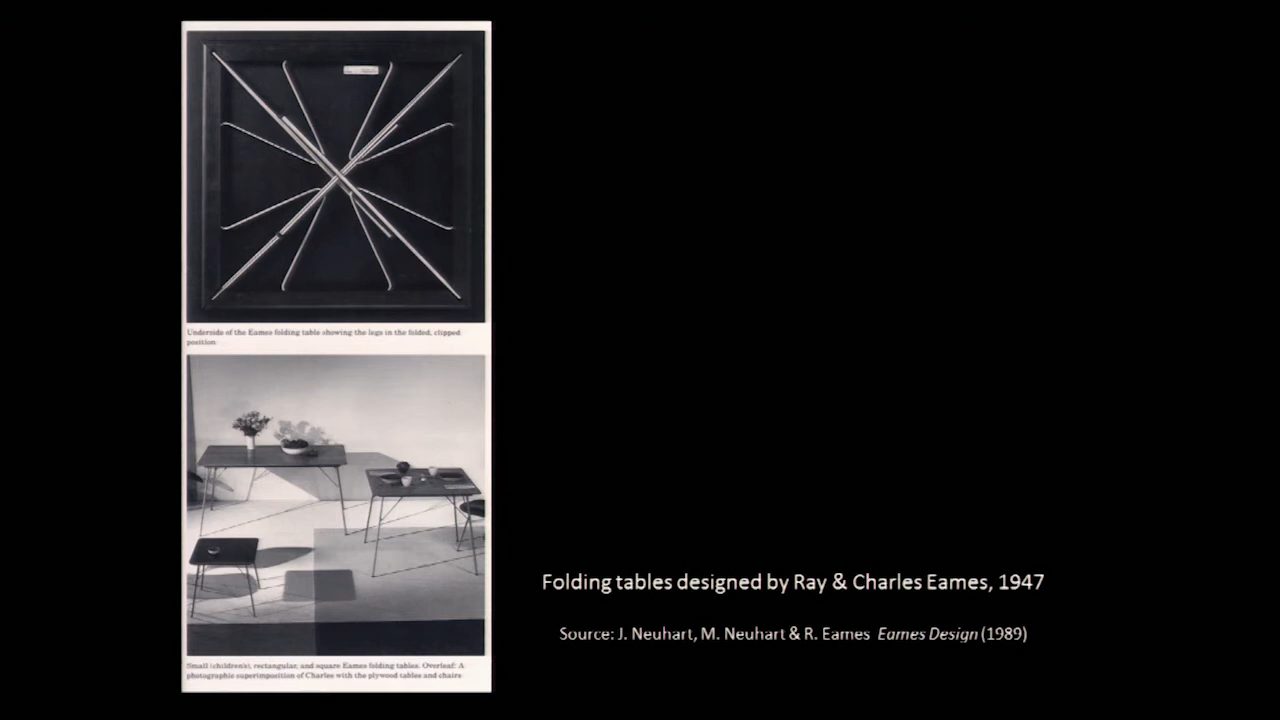 Underside of the Eames folding table showing the legs in the folded, clipped
position
Small (children's), rectangular, and square Eames folding tables. Overleaf: A
photographic superimposition of Charles with the plywood tables and chairs
Folding tables designed by Ray & Charles Eames, 1947
Source: J. Neuhart, M. Neuhart & R. Eames Eames Design (1989)